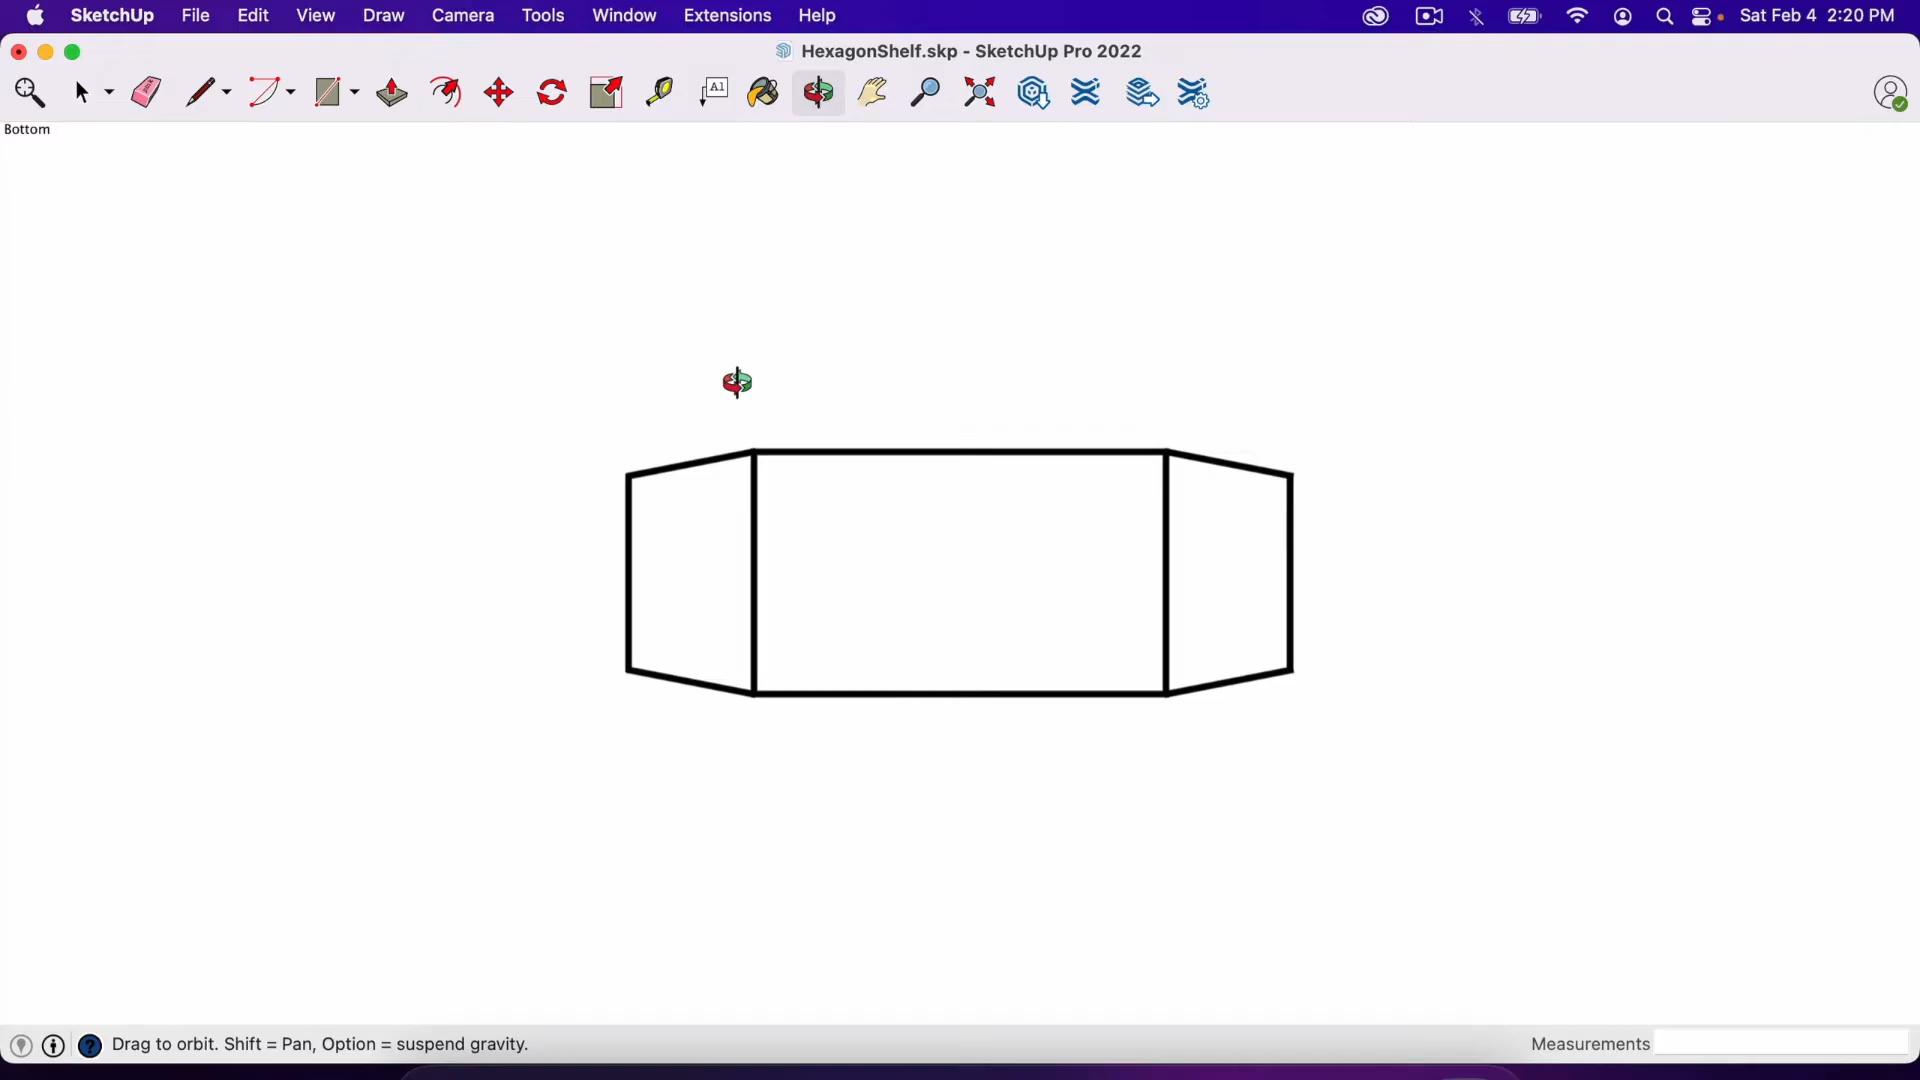 SketchUp File Edit View Draw Camera Tools Window Extensions Help Sat Feb 4 2:20 PM
HexagonShelf.skp - SketchUp Pro 2022
A1
Bottom
Drag to orbit. Shift = Pan, Option = suspend gravity. Measurements